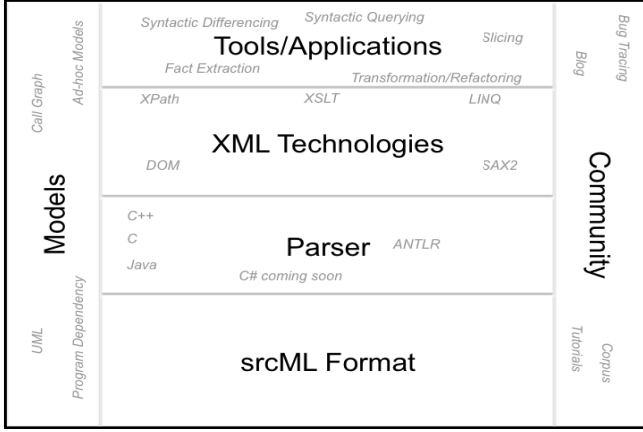 Call Graph
Ad-hoc Models
Models
UML
Program Dependency
Syntactic Differencing
Syntactic Querying
Tools/Applications
Slicing
Fact Extraction
Transformation/Refactoring
XPath
XSLT
LINQ
XML Technologies
DOM
SAX2
C++
C
Parser
ANTLR
Java
C# coming soon
srcML Format
Bug Tracing
Blog
Community
Tutorials
Corpus